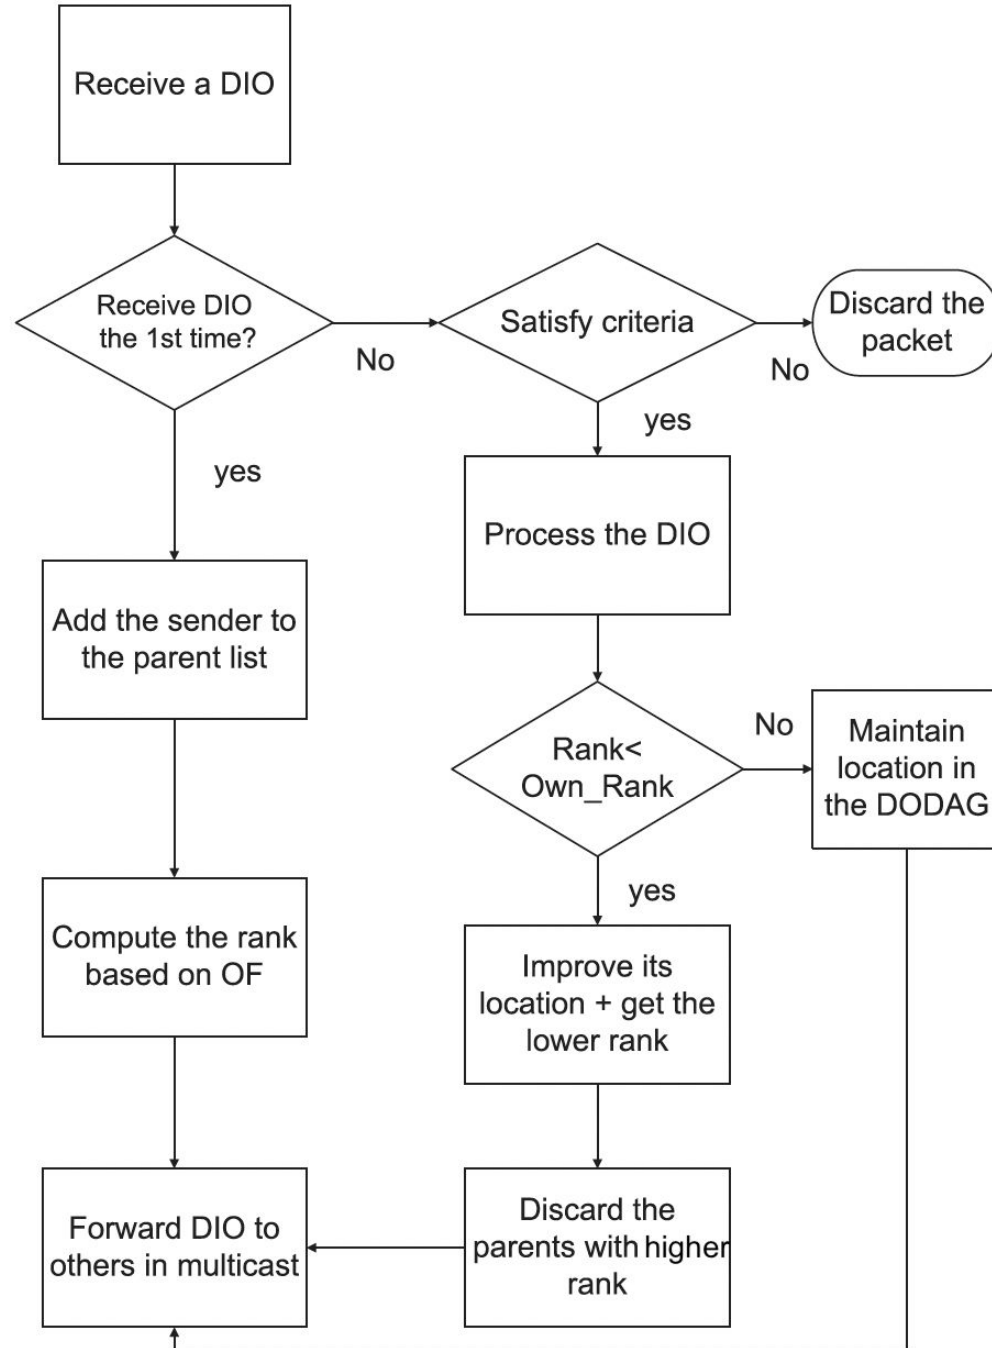 Receive a DIO
Receive DIO
the 1st time?
No
Satisfy criteria
No
Discard the
packet
yes
yes
Process the DIO
Add the sender to
the parent list
Rank<
Own_Rank
No
Maintain
location in
the DODAG
yes
Compute the rank
based on OF
Improve its
location + get the
lower rank
Forward DIO to
others in multicast
Discard the
parents with higher
rank